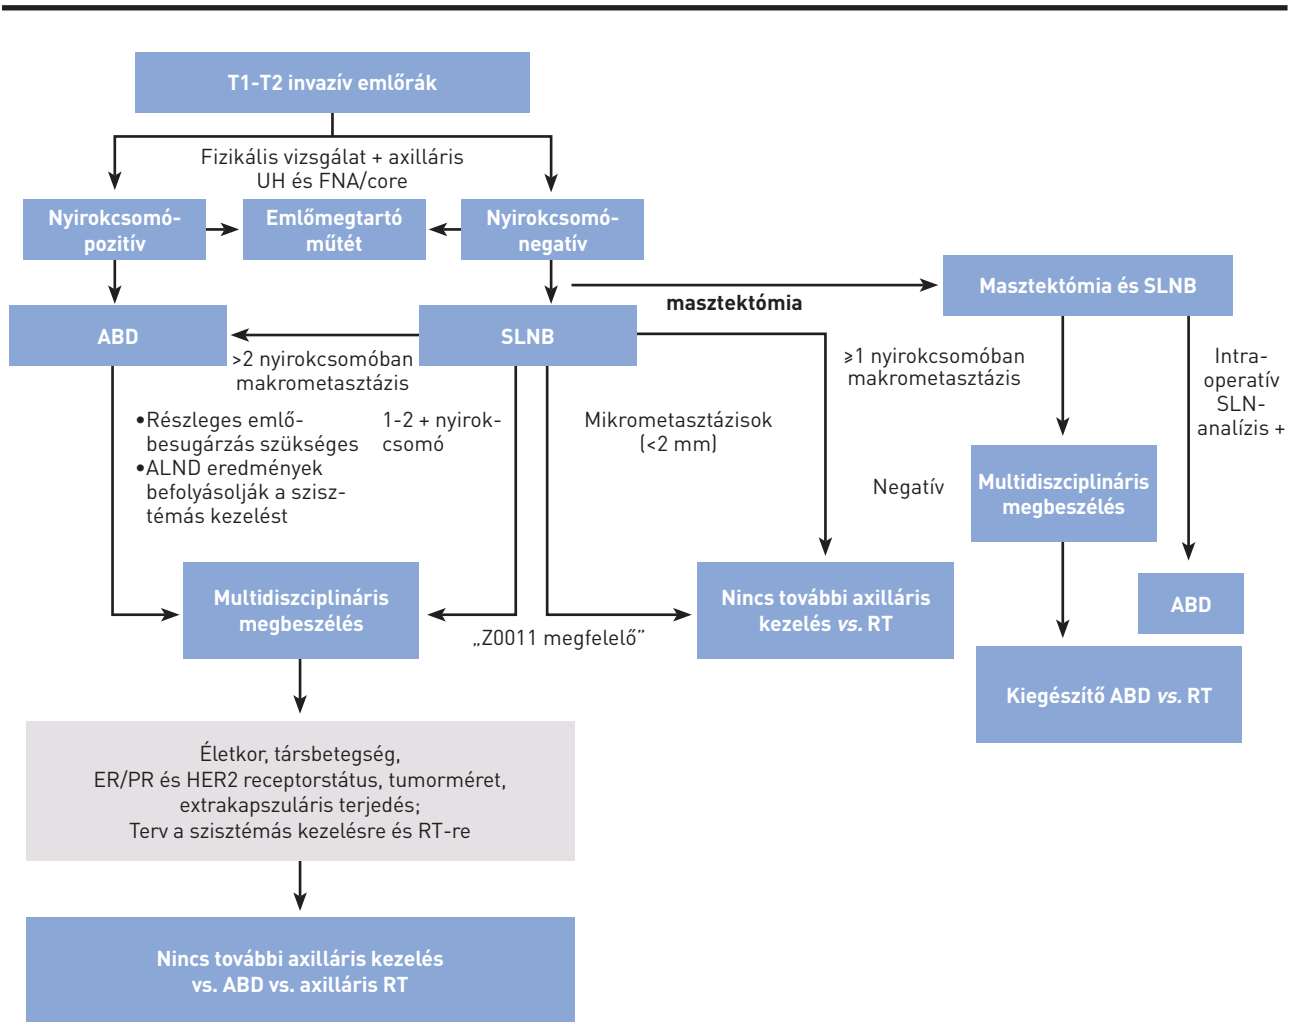 T1-T2 invazív emlőrák
Fizikális vizsgálat + axilláris
UH és FNA/core
Nyirokcsomó-
pozitív
Emlőmegtartó
műtét
Nyirokcsomó-
negatív
masztektómia
Masztektómia és SLNB
ABD
>2 nyirokcsomóban
makrometasztázis
SLNB
⩾1 nyirokcsomóban
makrometasztázis
Intra-
operatív
SLN-
analízis +
•Részleges emlő-
besugárzás szükséges
•ALND eredmények
befolyásolják a szisz-
témás kezelést
1-2 + nyirok-
csomó
Mikrometasztázisok
(<2 mm)
Negatív
Multidiszciplináris
megbeszélés
Multidiszciplináris
megbeszélés
„Z0011 megfelelő”
Nincs további axilláris
kezelés vs. RT
ABD
Kiegészítő ABD vs. RT
Életkor, társbetegség,
ER/PR és HER2 receptorstátus, tumorméret,
extrakapszuláris terjedés;
Terv a szisztémás kezelésre és RT-re
Nincs további axilláris kezelés
vs. ABD vs. axilláris RT